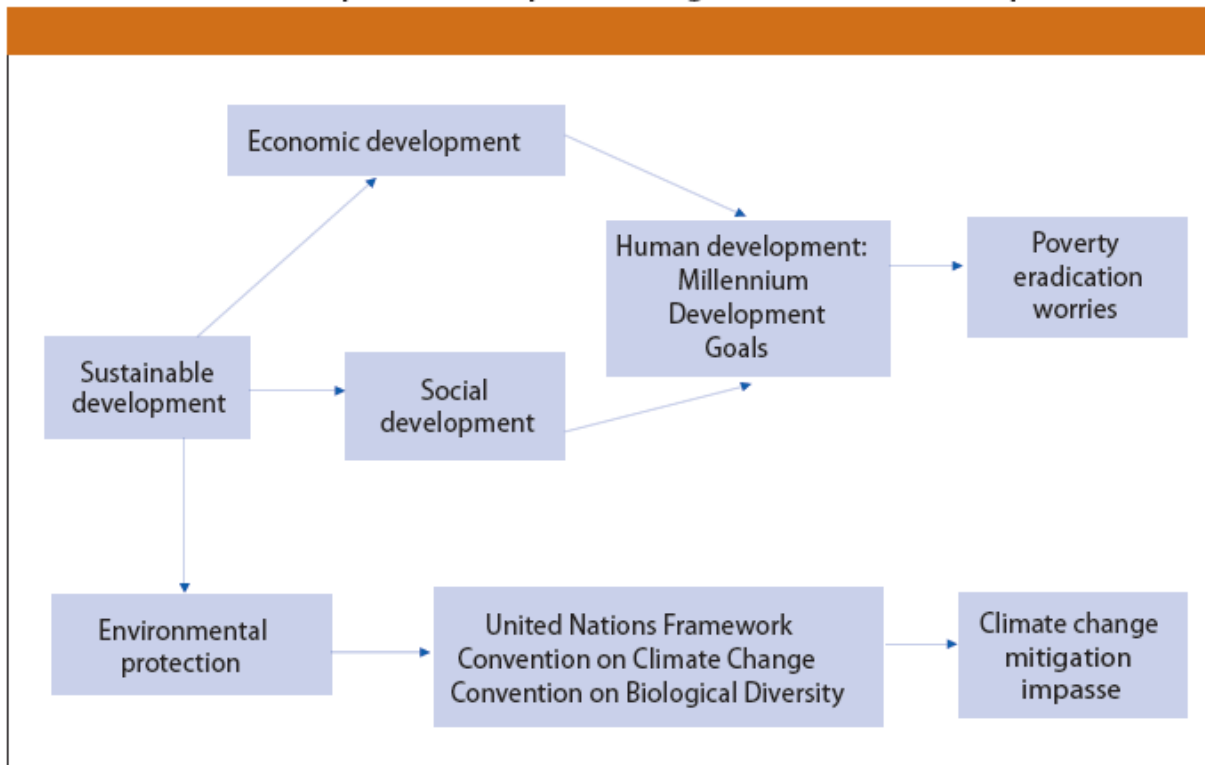 Economic development
Human development:
Millennium
Development
Goals
Poverty
eradication
worries
Sustainable
development
Social
development
Environmental
protection
United Nations Framework
Convention on Climate Change
Convention on Biological Diversity
Climate change
mitigation
impasse